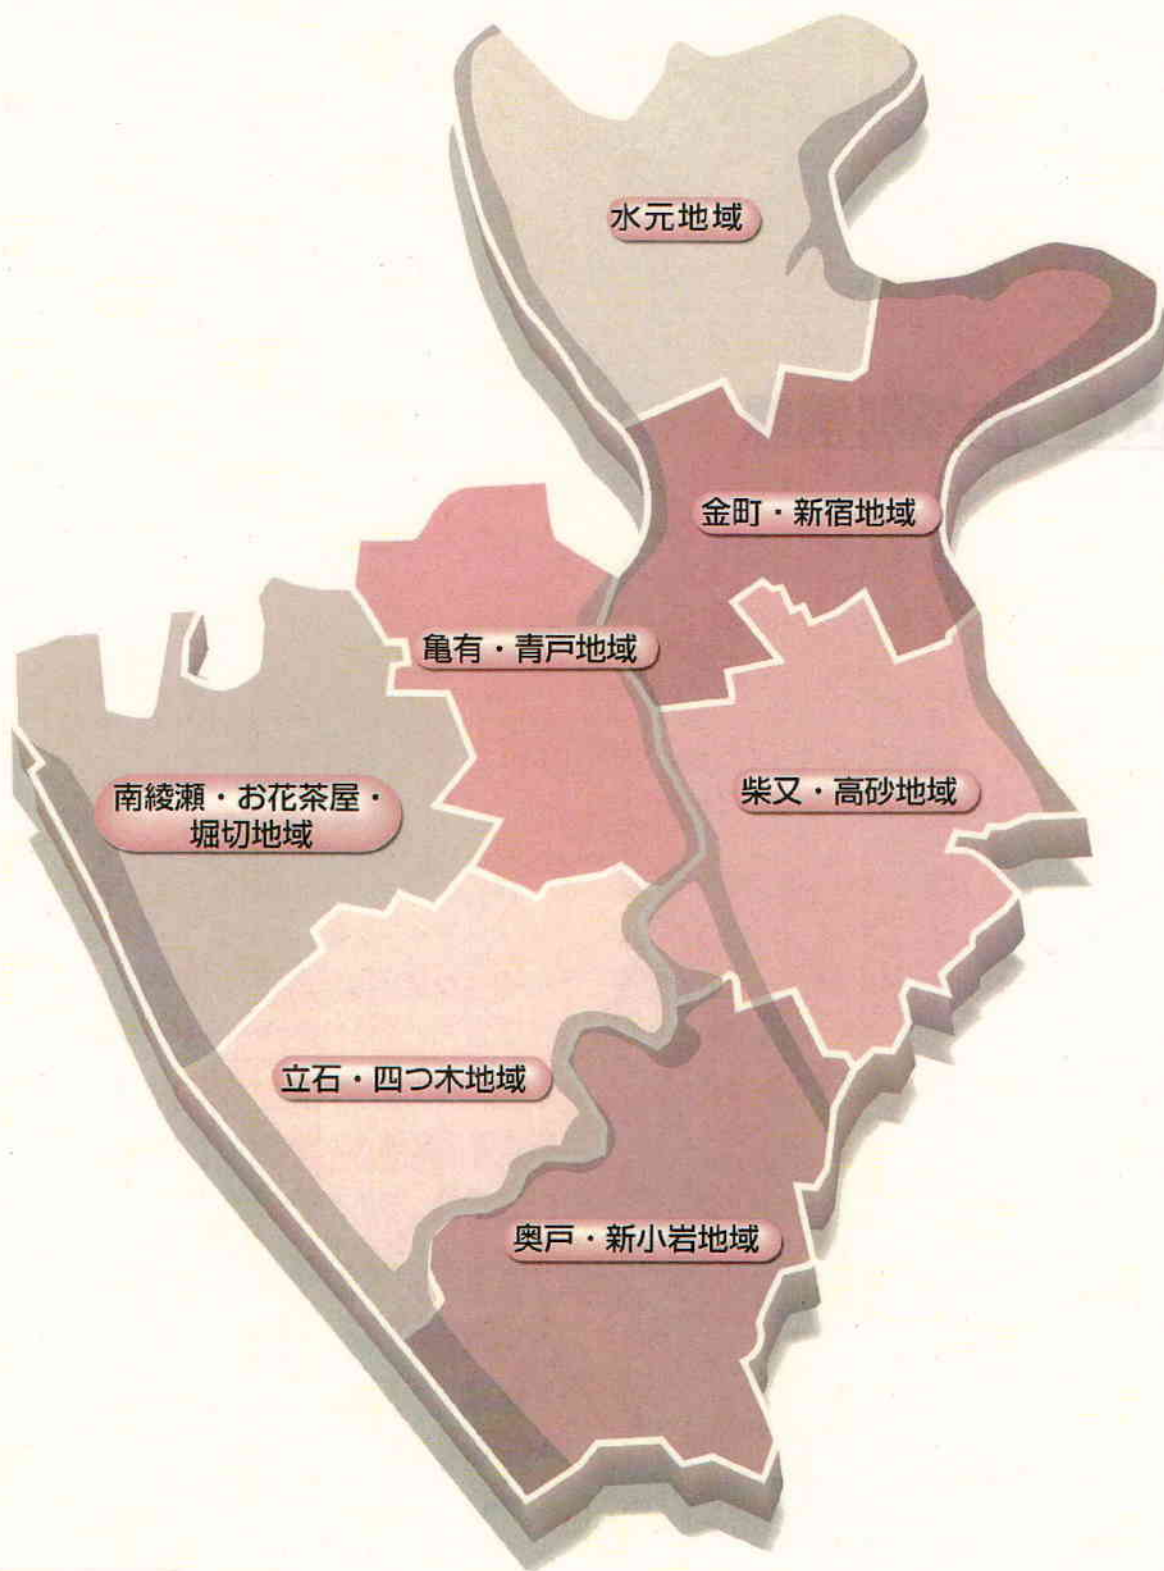 水元地域
金町・新宿地域
亀有・青戸地域
南綾瀬・お花茶屋・
堀切地域
柴又・高砂地域
立石・四つ木地域
奥戸・新小岩地域